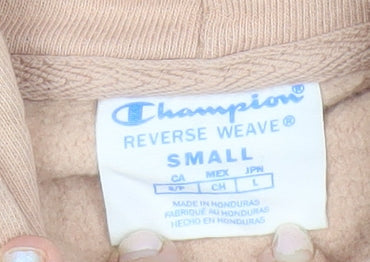 Champion®
REVERSE WEAVE®
SMALL
CA MEX JPN
S/P CH L
MADE IN HONDURAS
FABRIQUÉ AU HONDURAS
HECHO EN HONDURAS